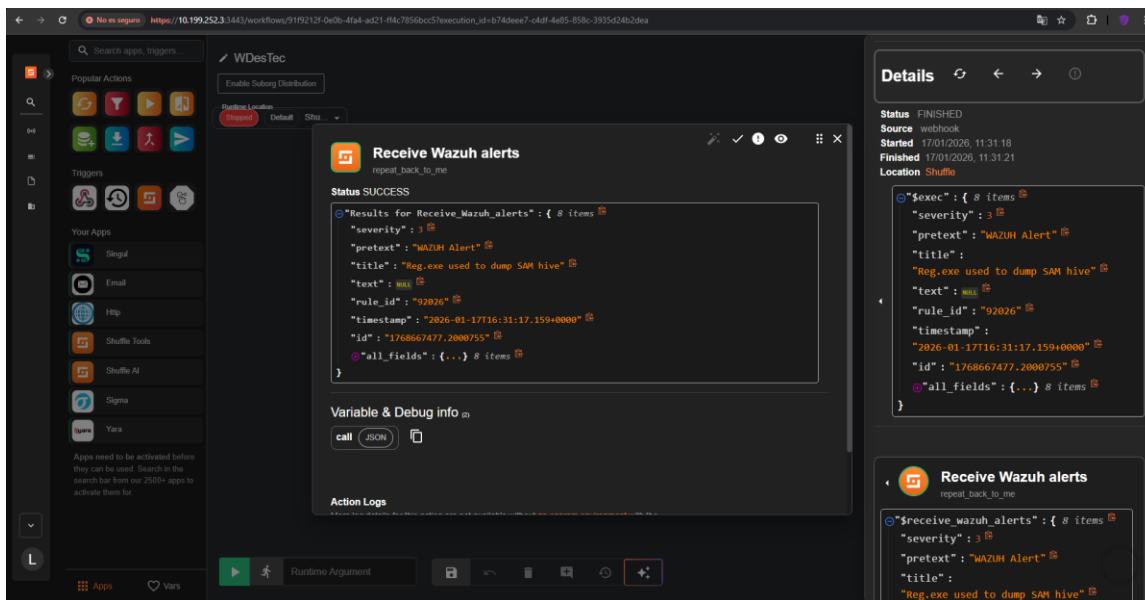 No es seguro https://10.199.252.3:3443/workflows/91f9212f-0e0b-4fa4-ad21-ff4c7856bcc5?execution_id=b74deee7-c4df-4e85-858c-3935d24b2dea
Search apps, triggers...
Popular Actions
Triggers
Your Apps
Singul
Email
Http
Shuffle Tools
Shuffle AI
Sigma
Yara
Apps need to be activated before
they can be used. Search in the
search bar from our 2500+ apps to
activate them for
Apps
Vars
L
WDesTec
Enable Suborg Distribution
Runtime Location
Stopped Default Shu...
Receive Wazuh alerts
repeat_back_to_me
Status SUCCESS
"Results for Receive_Wazuh_alerts" : { 8 items
"severity" : 3
"pretext" : "WAZUH Alert"
"title" : "Reg.exe used to dump SAM hive"
"text" : NULL
"rule_id" : "92026"
"timestamp" : "2026-01-17T16:31:17.159+0000"
"id" : "1768667477.2000755"
"all_fields" : {...} 8 items
}
Variable & Debug info (2)
call JSON
Action Logs
Runtime Argument
Details
Status FINISHED
Source webhook
Started 17/01/2026, 11:31:18
Finished 17/01/2026, 11:31:21
Location Shuffle
"$exec" : { 8 items
"severity" : 3
"pretext" : "WAZUH Alert"
"title" :
"Reg.exe used to dump SAM hive"
"text" : NULL
"rule_id" : "92026"
"timestamp" :
"2026-01-17T16:31:17.159+0000"
"id" : "1768667477.2000755"
"all_fields" : {...} 8 items
}
Receive Wazuh alerts
repeat_back_to_me
"$receive_wazuh_alerts" : { 8 items
"severity" : 3
"pretext" : "WAZUH Alert"
"title" :
"Reg.exe used to dump SAM hive"